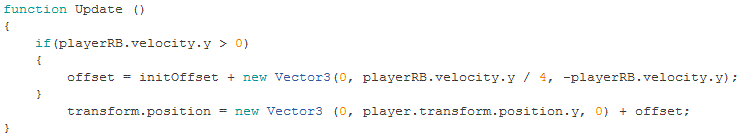 function Update ()
{
    if(playerRB.velocity.y > 0)
    {
        offset = initOffset + new Vector3(0, playerRB.velocity.y / 4, -playerRB.velocity.y);
    }
        transform.position = new Vector3 (0, player.transform.position.y, 0) + offset;
}